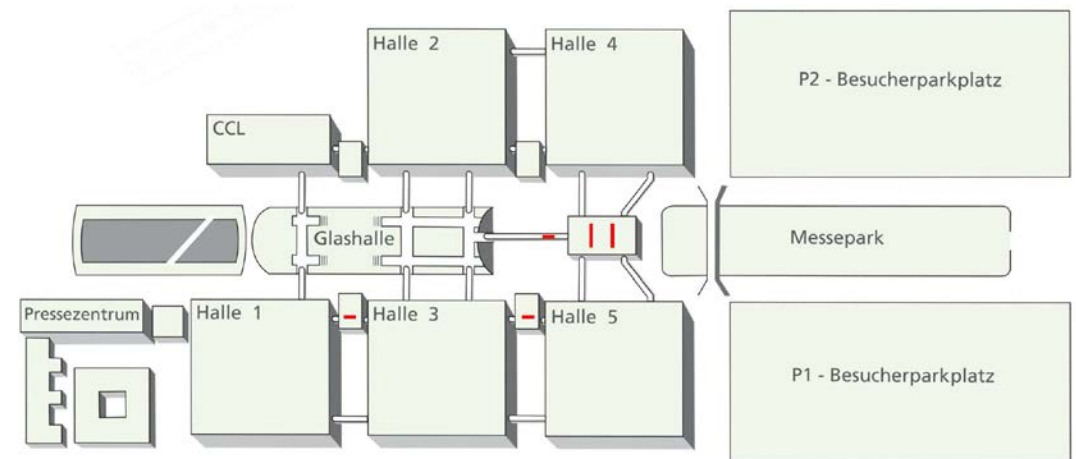 Halle 2
Halle 4
P2 - Besucherparkplatz
CCL
Glashalle
Messepark
Pressezentrum
Halle 1
Halle 3
Halle 5
P1 - Besucherparkplatz